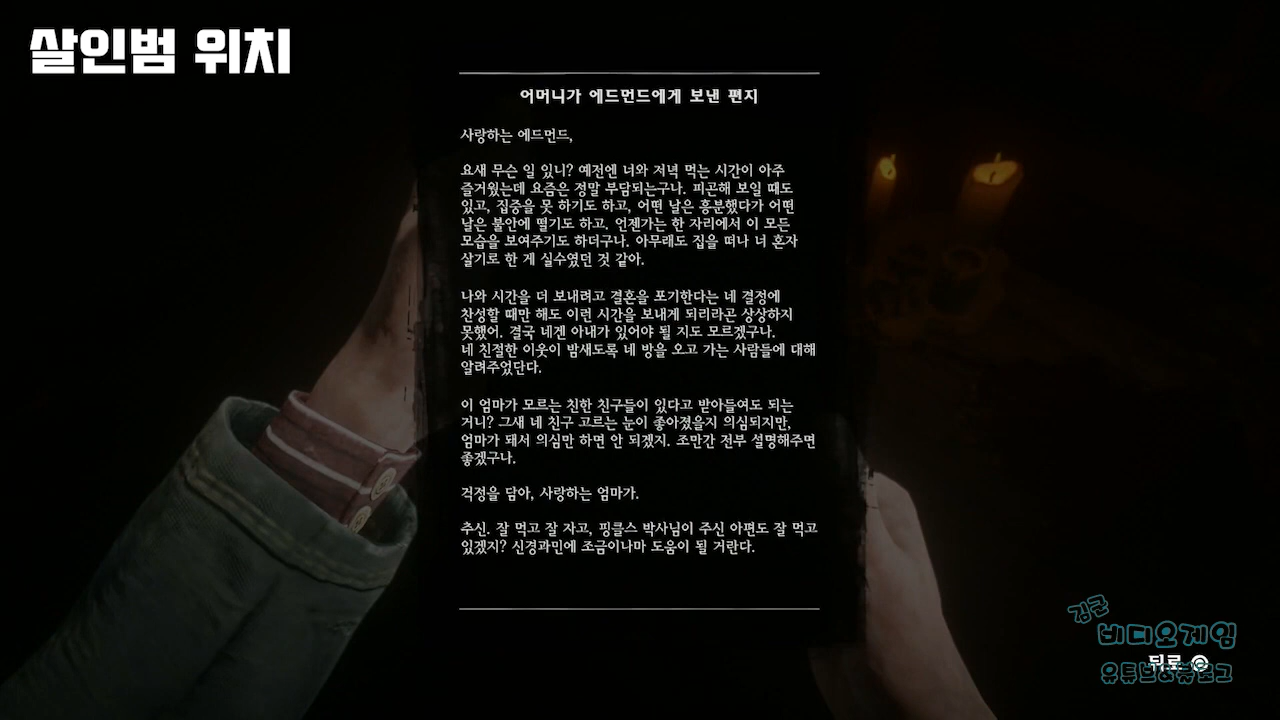 살인범 위치
어머니가 에드먼드에게 보낸 편지
사랑하는 에드먼드,
요새 무슨 일 있니? 예전엔 너와 저녁 먹는 시간이 아주
즐거웠는데 요즘은 정말 부담되는구나. 피곤해 보일 때도
있고, 집중을 못 하기도 하고, 어떤 날은 흥분했다가 어떤
날은 불안에 떨기도 하고, 언젠가는 한 자리에서 이 모든
모습을 보여주기도 하더구나. 아무래도 집을 떠나 너 혼자
살기로 한 게 실수였던 것 같아.
나와 시간을 더 보내려고 결혼을 포기한다는 네 결정에
찬성할 때만 해도 이런 시간을 보내게 되리라곤 상상하지
못했어. 결국 네겐 아내가 있어야 될 지도 모르겠구나.
네 친절한 이웃이 밤새도록 네 방을 오고 가는 사람들에 대해
알려주었단다.
이 엄마가 모르는 친한 친구들이 있다고 받아들여도 되는
거니? 그새 네 친구 고르는 눈이 좋아졌을지 의심되지만,
엄마가 돼서 의심만 하면 안 되겠지. 조만간 전부 설명해주면
좋겠구나.
걱정을 담아, 사랑하는 엄마가.
추신. 잘 먹고 잘 자고, 핑클스 박사님이 주신 아편도 잘 먹고
있겠지? 신경과민에 조금이나마 도움이 될 거란다.
김군
비디오게임
뒤로
유튜브&블로그